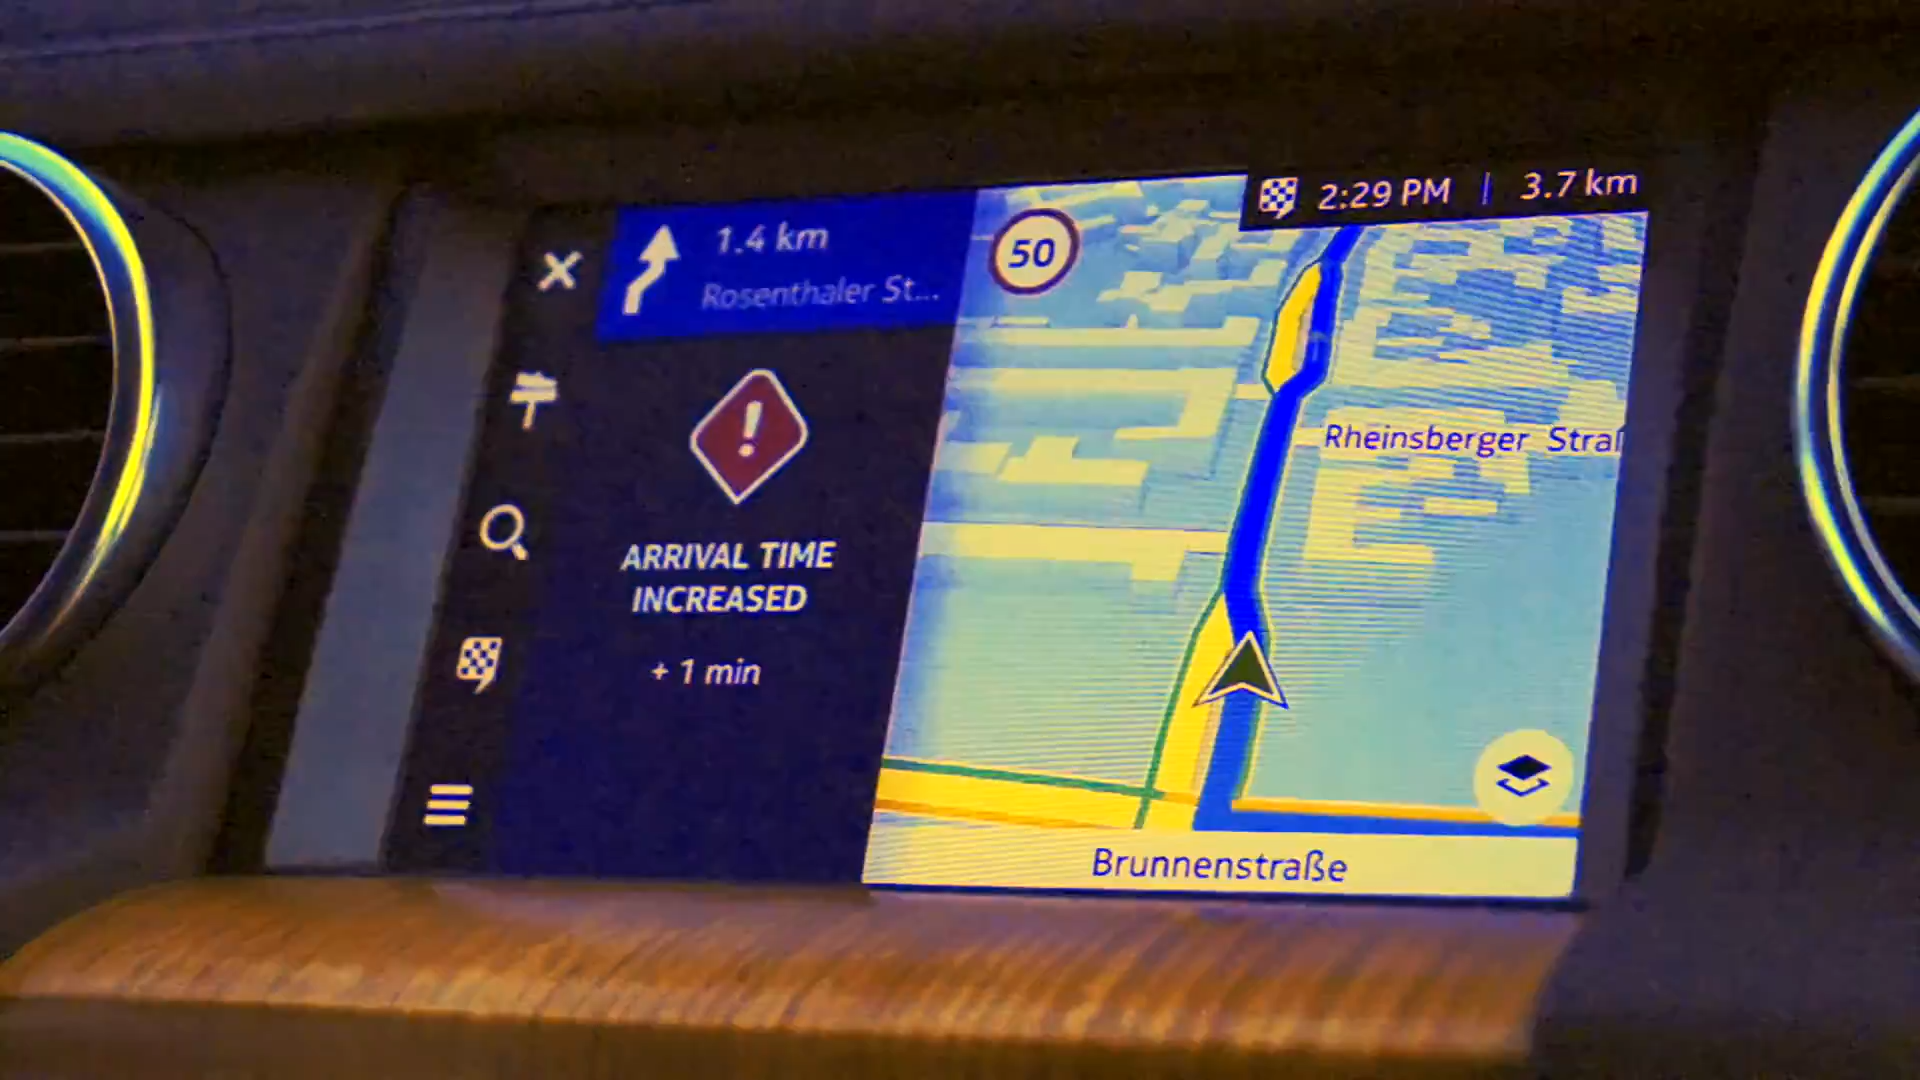 1.4 km
Rosenthaler St...
ARRIVAL TIME
INCREASED
+ 1 min
50
2:29 PM | 3.7 km
Rheinsberger Straß
Brunnenstraße